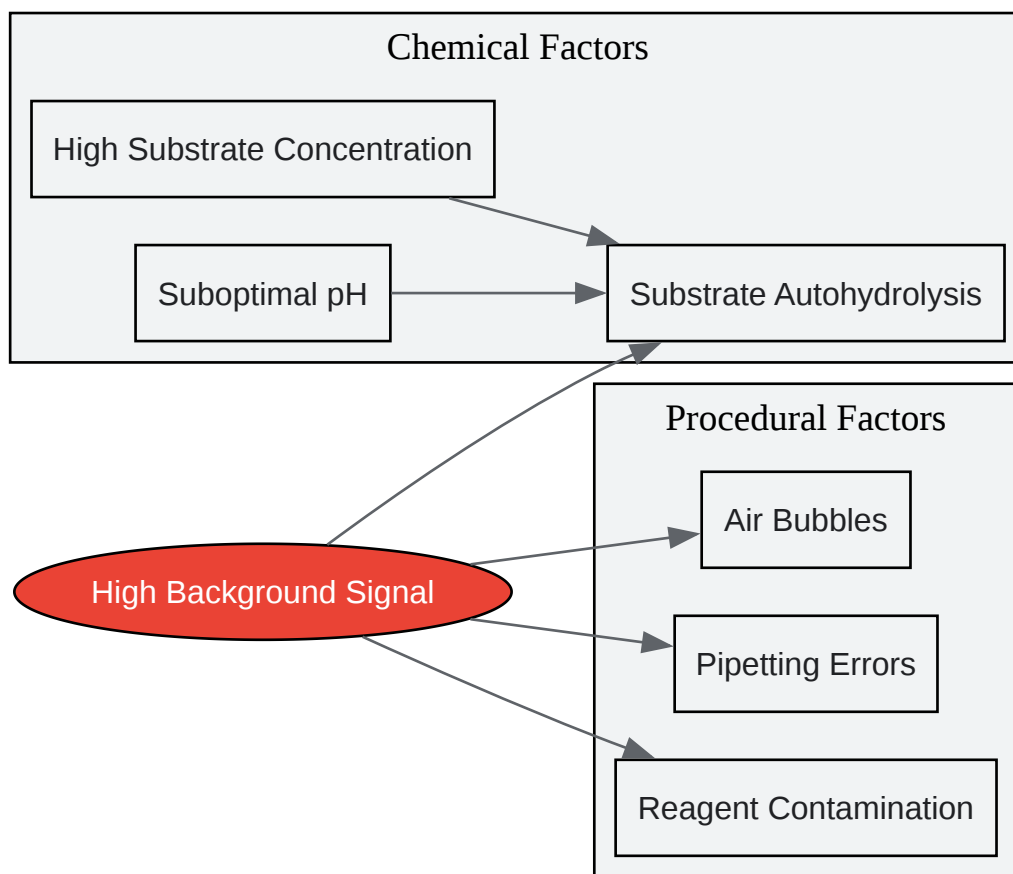 Chemical Factors
High Substrate Concentration
Suboptimal pH
Substrate Autohydrolysis
Procedural Factors
Air Bubbles
High Background Signal
Pipetting Errors
Reagent Contamination